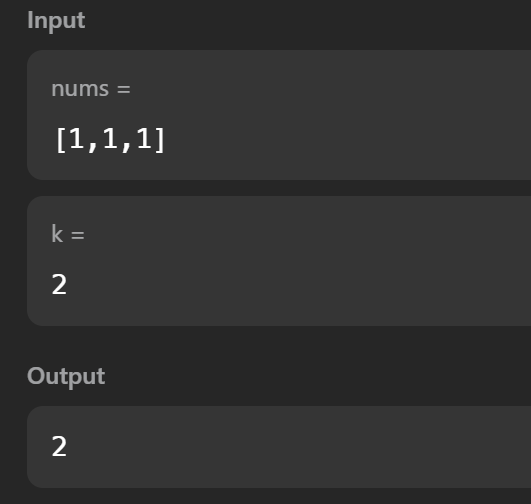 Input
nums =
[1,1,1]
k =
2
Output
2